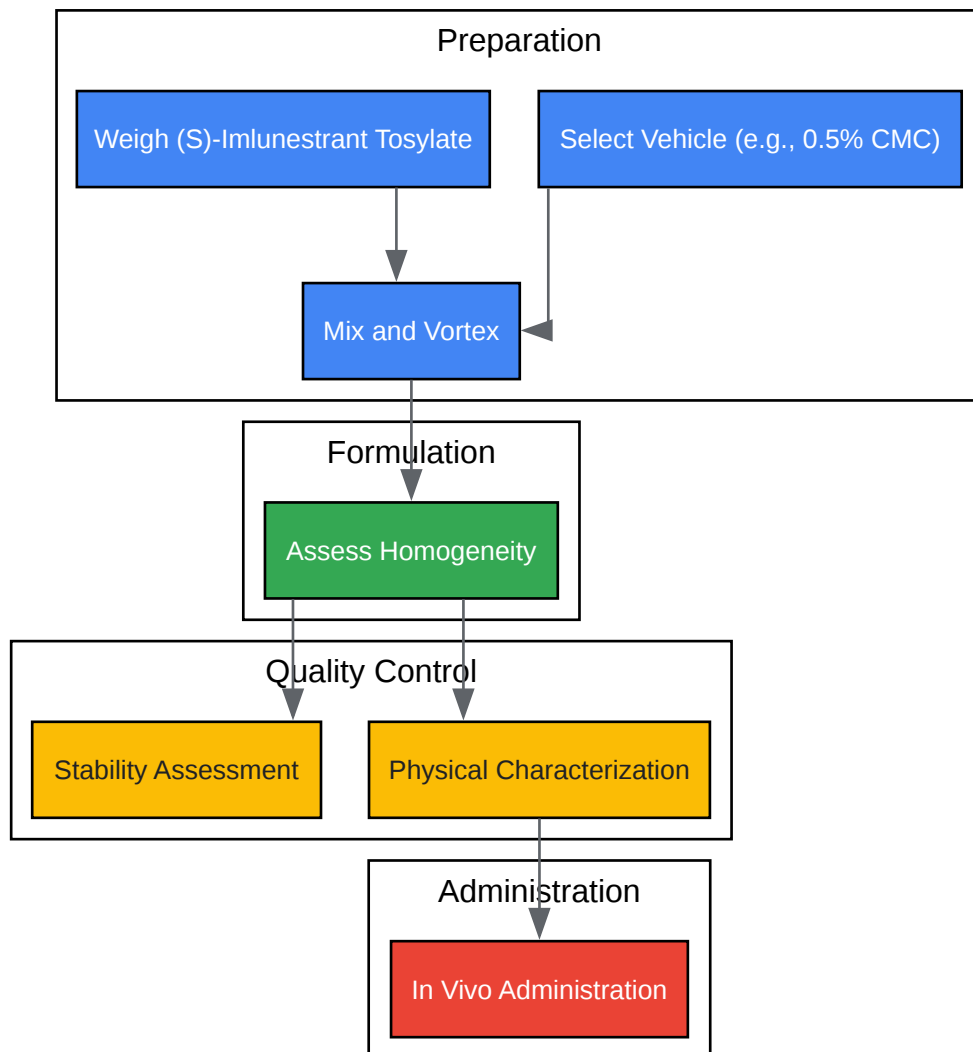 Preparation
Weigh (S)-Imlunestrant Tosylate
Select Vehicle (e.g., 0.5% CMC)
Mix and Vortex
Formulation
Assess Homogeneity
Quality Control
Stability Assessment
Physical Characterization
Administration
In Vivo Administration